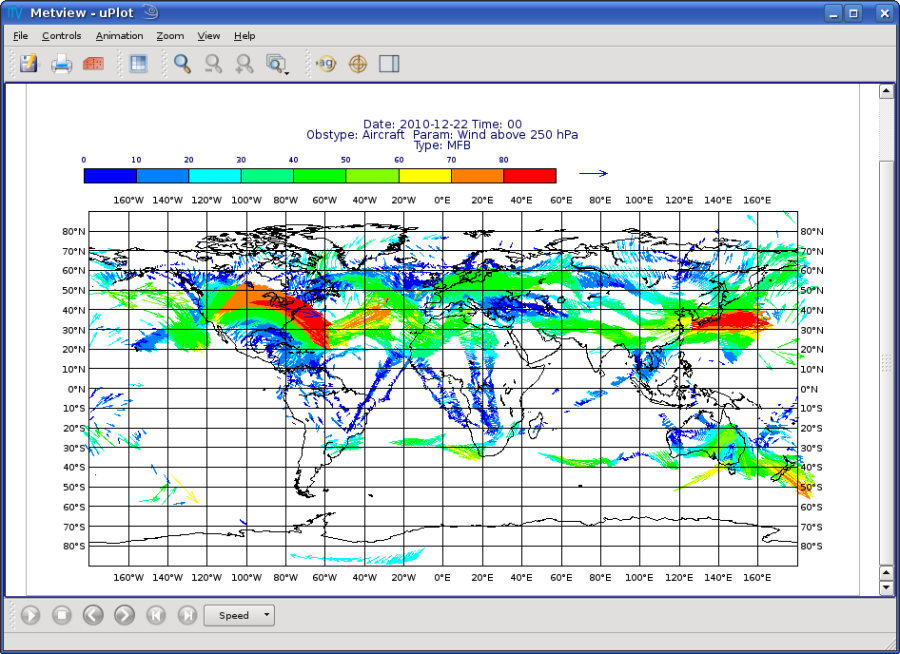 Metview - uPlot
File Controls Animation Zoom View Help
ag
Date: 2010-12-22 Time: 00
Obstype: Aircraft Param: Wind above 250 hPa
Type: MFB
0 10 20 30 40 50 60 70 80
160°W 140°W 120°W 100°W 80°W 60°W 40°W 20°W 0°E 20°E 40°E 60°E 80°E 100°E 120°E 140°E 160°E
80°N 80°N
70°N 70°N
60°N 60°N
50°N 50°N
40°N 40°N
30°N 30°N
20°N 20°N
10°N 10°N
0°N 0°N
10°S 10°S
20°S 20°S
30°S 30°S
40°S 40°S
50°S 50°S
60°S 60°S
70°S 70°S
80°S 80°S
160°W 140°W 120°W 100°W 80°W 60°W 40°W 20°W 0°E 20°E 40°E 60°E 80°E 100°E 120°E 140°E 160°E
Speed